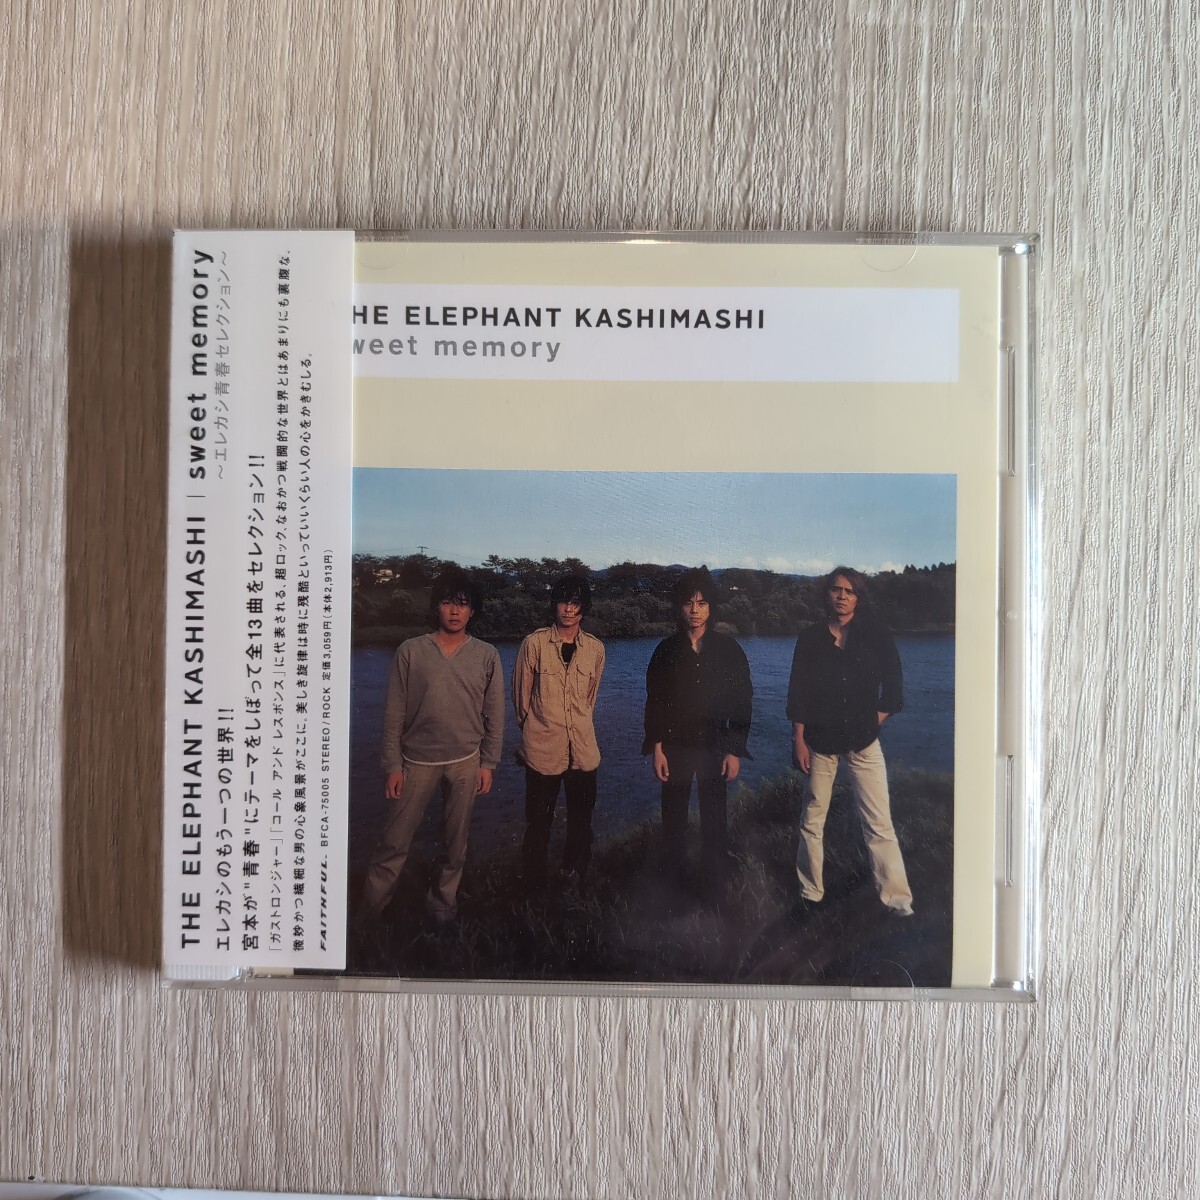 THE ELEPHANT KASHIMASHI | sweet memory
～エレカシ青春セレクション～
エレカシのもう一つの世界!!
宮本が"青春"にテーマをしぼって全13曲をセレクション!!
「ガストロンジャー」「コール アンド レスポンス」に代表される、超ロック、なおかつ戦闘的な世界とはあまりにも裏腹な、
微妙かつ繊細な男の心象風景がここに。美しき旋律は時に残酷といっていいくらい人の心をかきむしる。
FAITHFUL. BFCA-75005 STEREO/ROCK 定価3,059円(本体2,913円)
HE ELEPHANT KASHIMASHI
weet memory